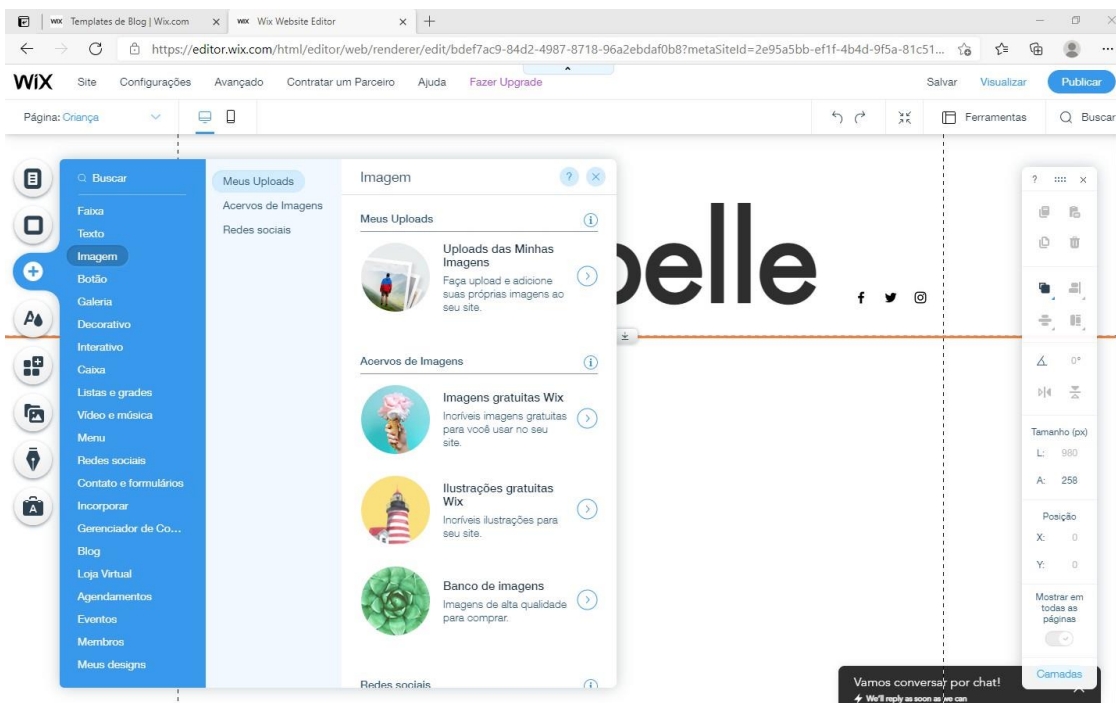 WiX Templates de Blog | Wix.com
WiX Wix Website Editor
https://editor.wix.com/html/editor/web/renderer/edit/bdef7ac9-84d2-4987-8718-96a2ebdaf0b8?metaSiteId=2e95a5bb-ef1f-4b4d-9f5a-81c51...
WiX Site Configurações Avançado Contratar um Parceiro Ajuda Fazer Upgrade Salvar Visualizar Publicar
Página: Criança Ferramentas Buscar
Buscar
Faixa
Texto
Imagem
Botão
Galeria
Decorativo
Interativo
Caixa
Listas e grades
Vídeo e música
Menu
Redes sociais
Contato e formulários
Incorporar
Gerenciador de Co...
Blog
Loja Virtual
Agendamentos
Eventos
Membros
Meus designs
Meus Uploads
Acervos de Imagens
Redes sociais
Imagem ?
Meus Uploads
Uploads das Minhas
Imagens
Faça upload e adicione
suas próprias imagens ao
seu site.
Acervos de Imagens
Imagens gratuitas Wix
Incríveis imagens gratuitas
para você usar no seu
site.
Ilustrações gratuitas
Wix
Incríveis ilustrações para
seu site.
Banco de imagens
Imagens de alta qualidade
para comprar.
Redes sociais
belle
?
0°
Tamanho (px)
L: 980
A: 258
Posição
X: 0
Y: 0
Mostrar em
todas as
páginas
Camadas
Vamos conversar por chat!
We'll reply as soon as we can